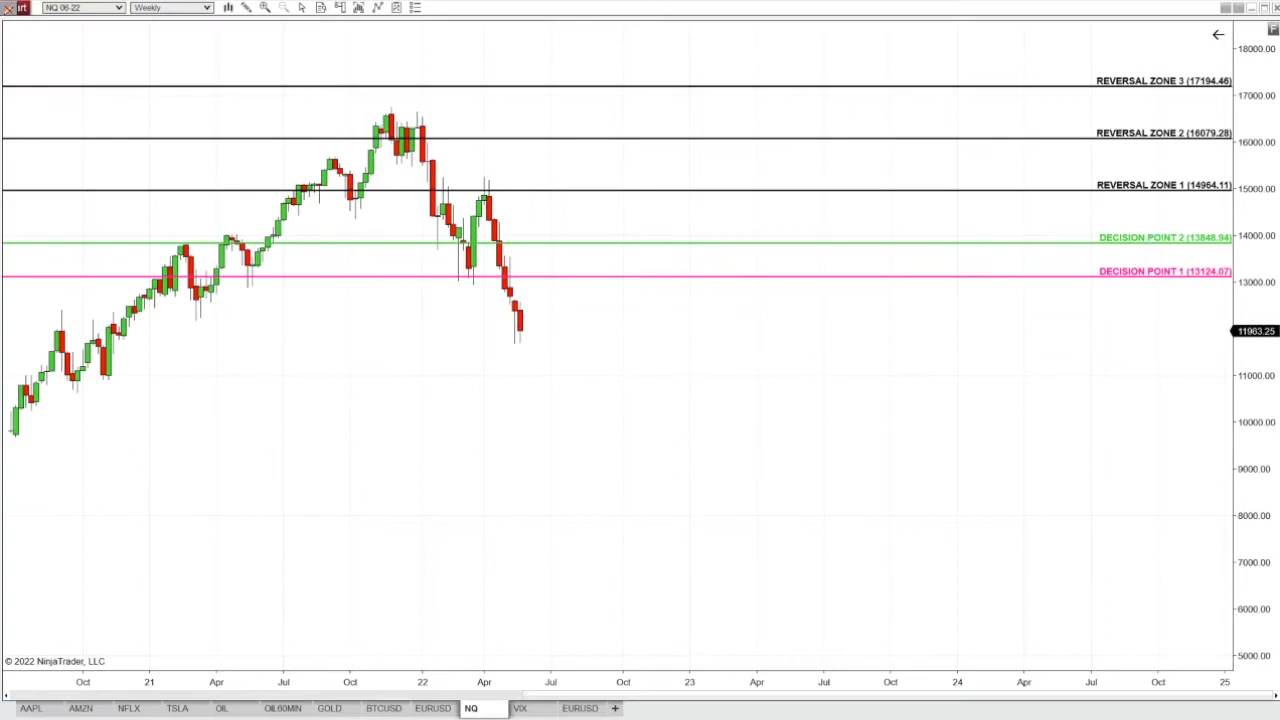 art NQ 06-22 Weekly
F
18000.00
REVERSAL ZONE 3 (17194.46)
17000.00
REVERSAL ZONE 2 (16079.28)
16000.00
REVERSAL ZONE 1 (14964.11)
15000.00
DECISION POINT 2 (13848.94)
14000.00
DECISION POINT 1 (13124.07)
13000.00
11983.25
11000.00
10000.00
9000.00
8000.00
7000.00
6000.00
5000.00
© 2022 NinjaTrader, LLC
Oct 21 Apr Jul Oct 22 Apr Jul Oct 23 Apr Jul Oct 24 Apr Jul Oct 25
AAPL AMZN NFLX TSLA OIL OIL60MIN GOLD BTCUSD EURUSD NQ VIX EURUSD +